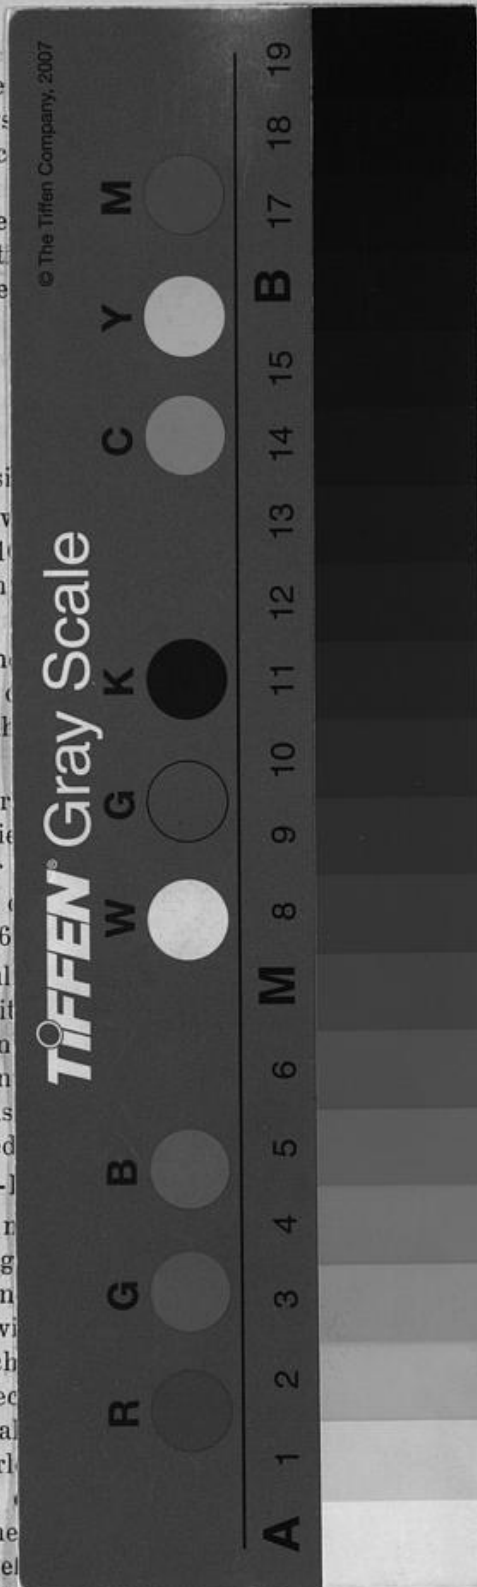 © The Tiffen Company, 2007
TIFFEN® Gray Scale
R G B W G K C Y M
A 1 2 3 4 5 6 M 8 9 10 11 12 13 14 15 B 17 18 19